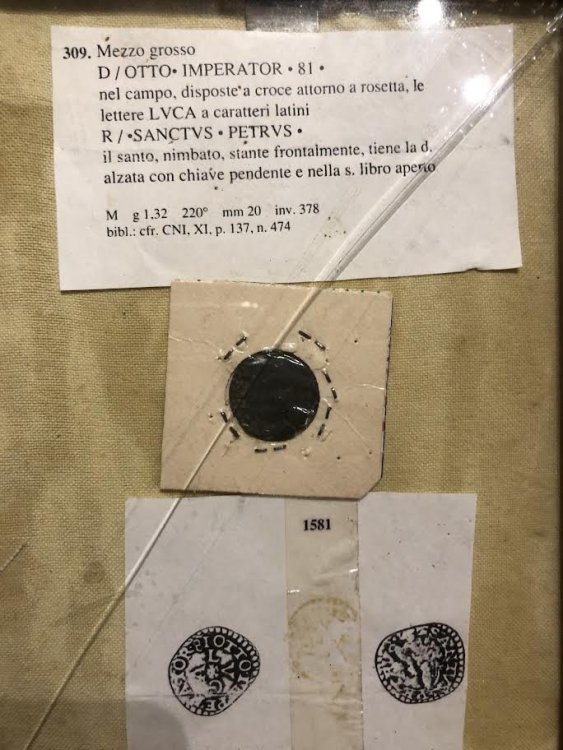 309. Mezzo grosso
D / OTTO• IMPERATOR • 81 •
nel campo, disposte a croce attorno a rosetta, le
lettere LVCA a caratteri latini
R / •SANCTVS • PETRVS •
il santo, nimbato, stante frontalmente, tiene la d.
alzata con chiave pendente e nella s. libro aperto
M g 1,32 220° mm 20 inv. 378
bibl.: cfr. CNI, XI, p. 137, n. 474
1581